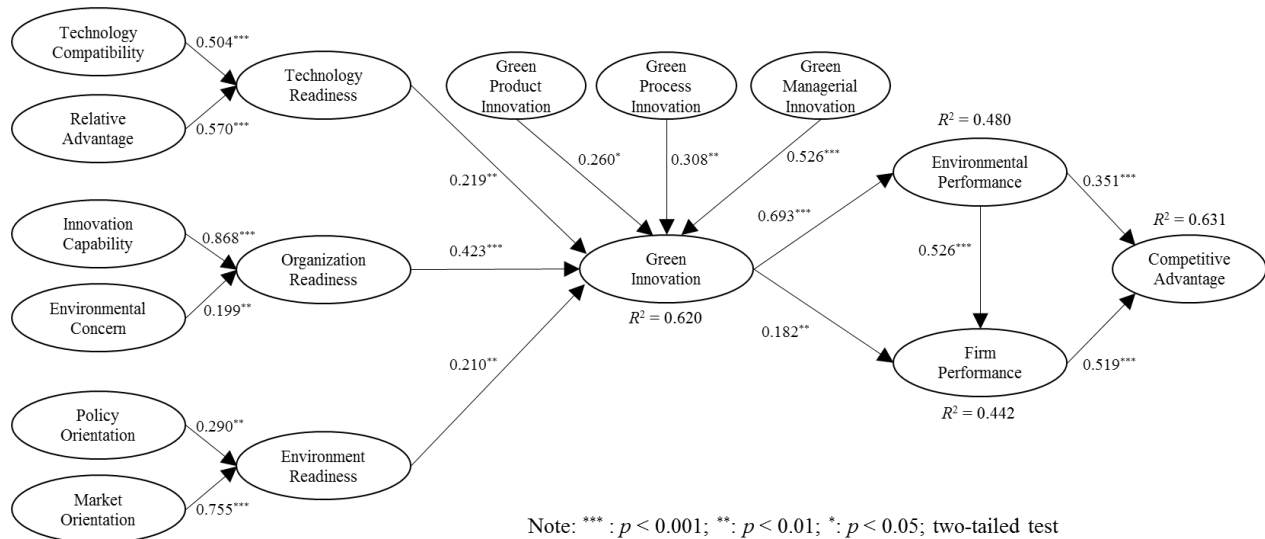 Technology
Compatibility
0.504***
Relative
Advantage
0.570***
Technology
Readiness
Green
Product
Innovation
Green
Process
Innovation
Green
Managerial
Innovation
0.260*
0.308**
0.526***
0.219**
Innovation
Capability
0.868***
Environmental
Concern
0.199**
Organization
Readiness
0.423***
Green
Innovation
R² = 0.620
Policy
Orientation
0.290**
Market
Orientation
0.755***
Environment
Readiness
0.210**
R² = 0.480
Environmental
Performance
0.693***
0.351***
0.526***
R² = 0.631
Competitive
Advantage
0.182**
Firm
Performance
0.519***
R² = 0.442
Note: *** : p < 0.001; **: p < 0.01; *: p < 0.05; two-tailed test